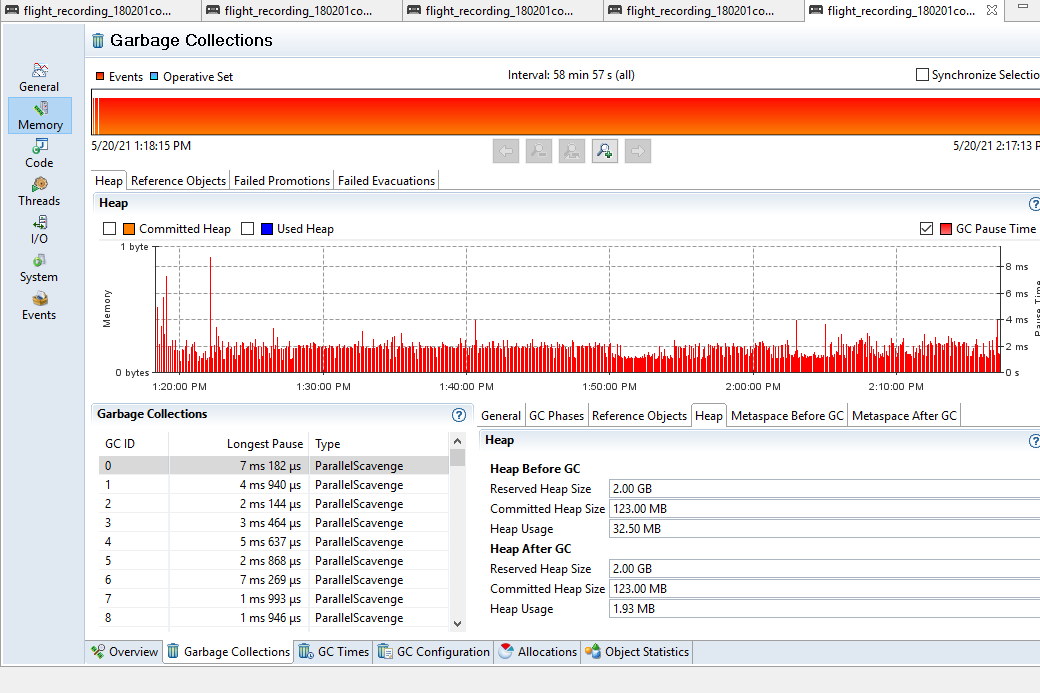 flight_recording_180201co... flight_recording_180201co... flight_recording_180201co... flight_recording_180201co... flight_recording_180201co...
Garbage Collections
General
Memory
Code
Threads
I/O
System
Events
Events Operative Set Interval: 58 min 57 s (all) Synchronize Selectio
5/20/21 1:18:15 PM 5/20/21 2:17:13 P
Heap Reference Objects Failed Promotions Failed Evacuations
Heap
Committed Heap Used Heap GC Pause Time
1 byte
0 bytes
Memory
8 ms
6 ms
4 ms
2 ms
0 s
Pause Time
1:20:00 PM 1:30:00 PM 1:40:00 PM 1:50:00 PM 2:00:00 PM 2:10:00 PM
Garbage Collections
GC ID Longest Pause Type
0 7 ms 182 µs ParallelScavenge
1 4 ms 940 µs ParallelScavenge
2 2 ms 144 µs ParallelScavenge
3 3 ms 464 µs ParallelScavenge
4 5 ms 637 µs ParallelScavenge
5 2 ms 868 µs ParallelScavenge
6 7 ms 269 µs ParallelScavenge
7 1 ms 993 µs ParallelScavenge
8 1 ms 946 µs ParallelScavenge
General GC Phases Reference Objects Heap Metaspace Before GC Metaspace After GC
Heap
Heap Before GC
Reserved Heap Size 2.00 GB
Committed Heap Size 123.00 MB
Heap Usage 32.50 MB
Heap After GC
Reserved Heap Size 2.00 GB
Committed Heap Size 123.00 MB
Heap Usage 1.93 MB
Overview Garbage Collections GC Times GC Configuration Allocations Object Statistics